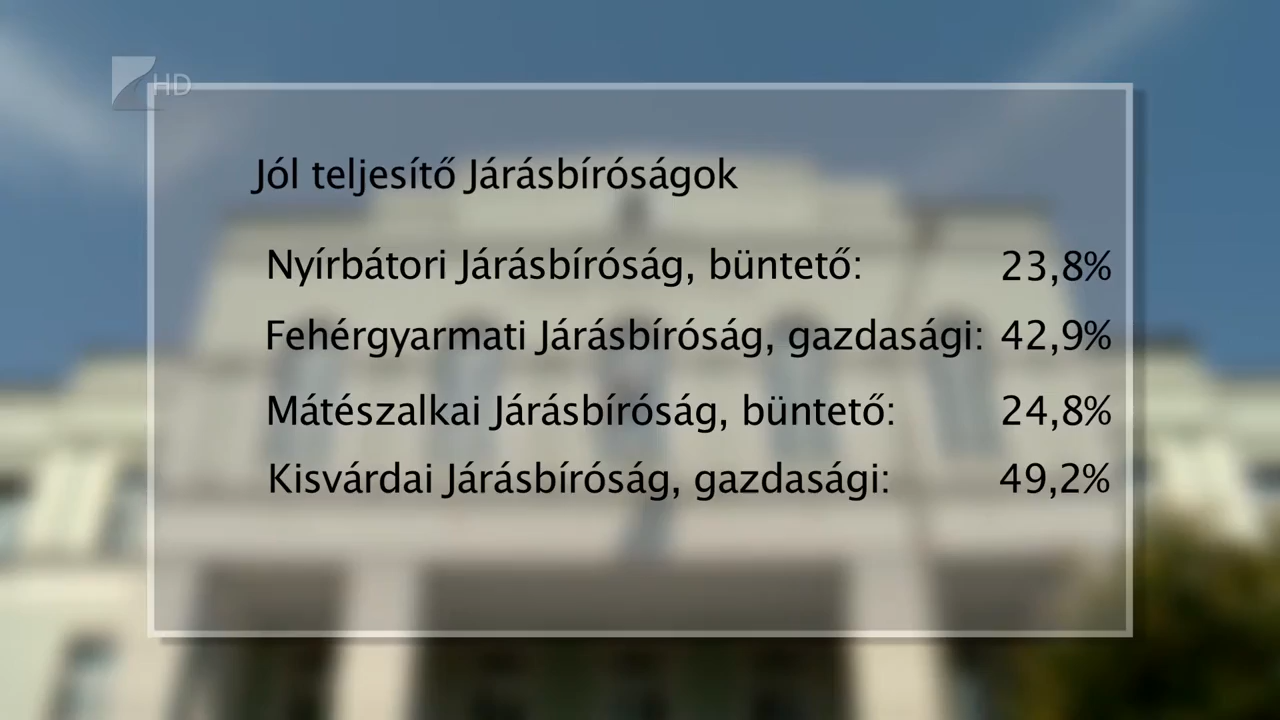 HD
Jól teljesítő Járásbíróságok
Nyírbátori Járásbíróság, büntető: 23,8%
Fehérgyarmati Járásbíróság, gazdasági: 42,9%
Mátészalkai Járásbíróság, büntető: 24,8%
Kisvárdai Járásbíróság, gazdasági: 49,2%